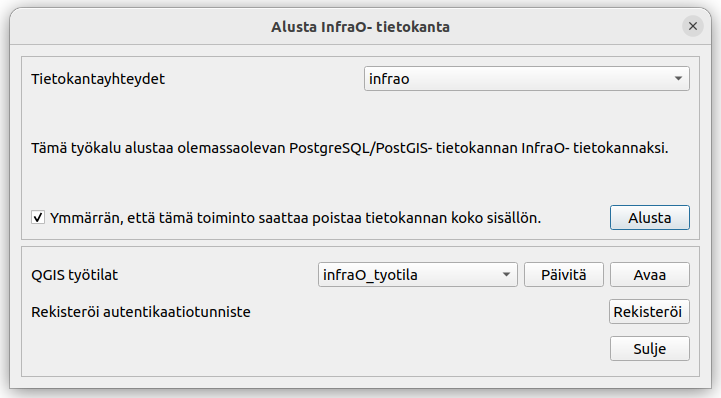 Alusta InfraO- tietokanta
Tietokantayhteydet infrao
Tämä työkalu alustaa olemassaolevan PostgreSQL/PostGIS- tietokannan InfraO- tietokannaksi.
Ymmärrän, että tämä toiminto saattaa poistaa tietokannan koko sisällön. Alusta
QGIS työtilat infraO_tyotila Päivitä Avaa
Rekisteröi autentikaatiotunniste Rekisteröi
Sulje